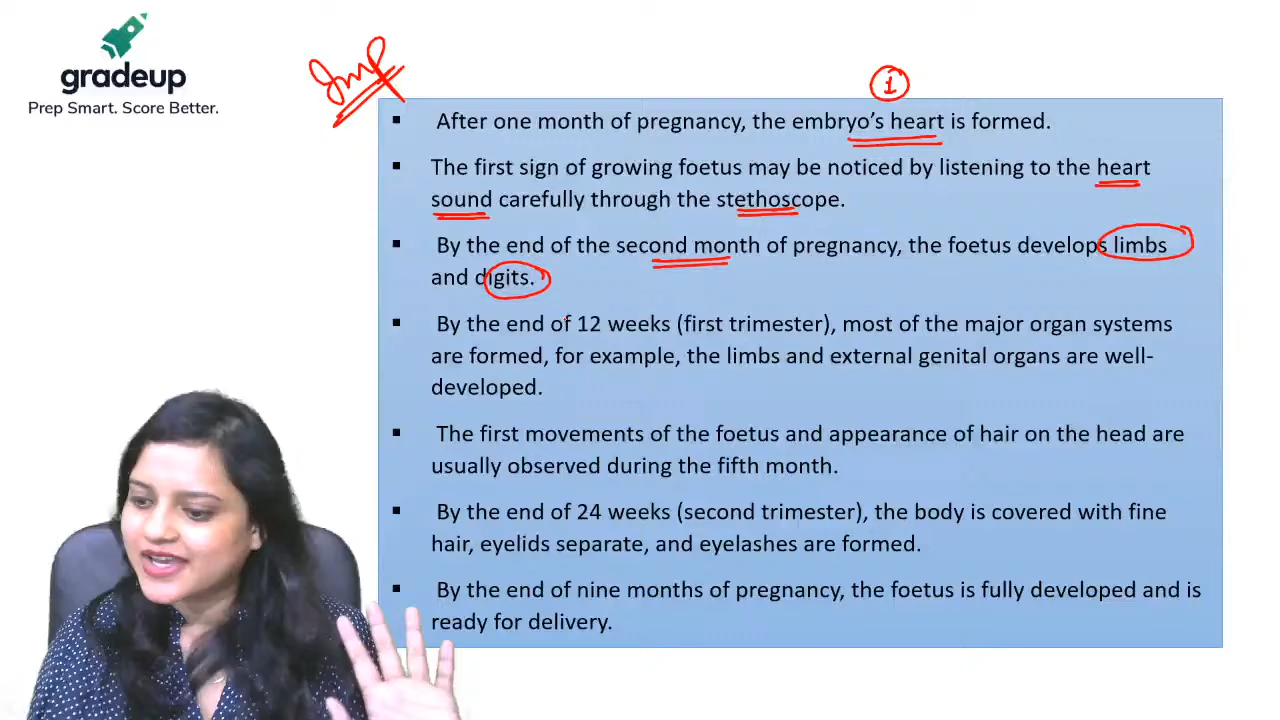 gradeup
Prep Smart. Score Better.
Imp
1
▪ After one month of pregnancy, the embryo's heart is formed.
▪ The first sign of growing foetus may be noticed by listening to the heart
sound carefully through the stethoscope.
▪ By the end of the second month of pregnancy, the foetus develops limbs
and digits.
▪ By the end of 12 weeks (first trimester), most of the major organ systems
are formed, for example, the limbs and external genital organs are well-
developed.
▪ The first movements of the foetus and appearance of hair on the head are
usually observed during the fifth month.
▪ By the end of 24 weeks (second trimester), the body is covered with fine
hair, eyelids separate, and eyelashes are formed.
▪ By the end of nine months of pregnancy, the foetus is fully developed and is
ready for delivery.